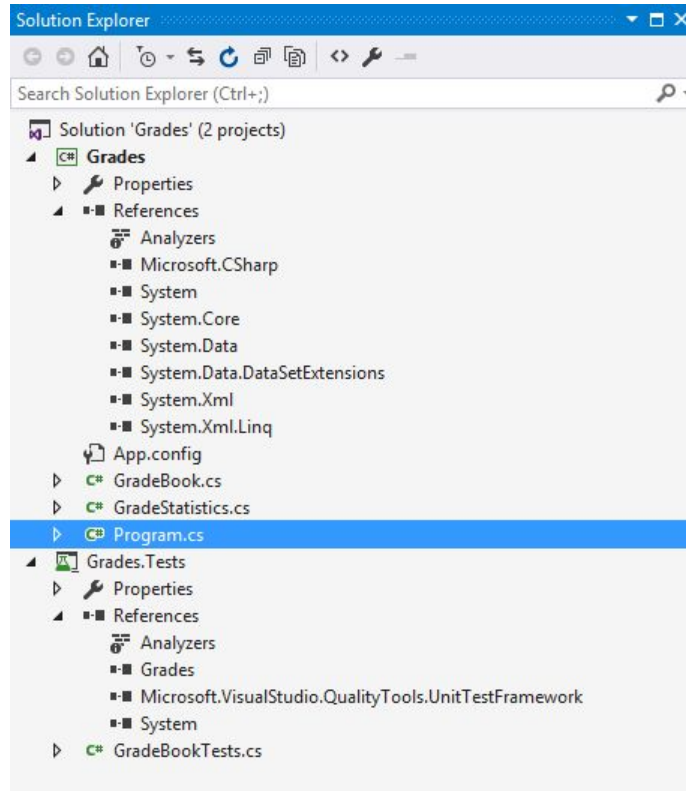 Solution Explorer
Search Solution Explorer (Ctrl+;)
Solution 'Grades' (2 projects)
C# Grades
Properties
References
Analyzers
Microsoft.CSharp
System
System.Core
System.Data
System.Data.DataSetExtensions
System.Xml
System.Xml.Linq
App.config
C# GradeBook.cs
C# GradeStatistics.cs
C# Program.cs
Grades.Tests
Properties
References
Analyzers
Grades
Microsoft.VisualStudio.QualityTools.UnitTestFramework
System
C# GradeBookTests.cs